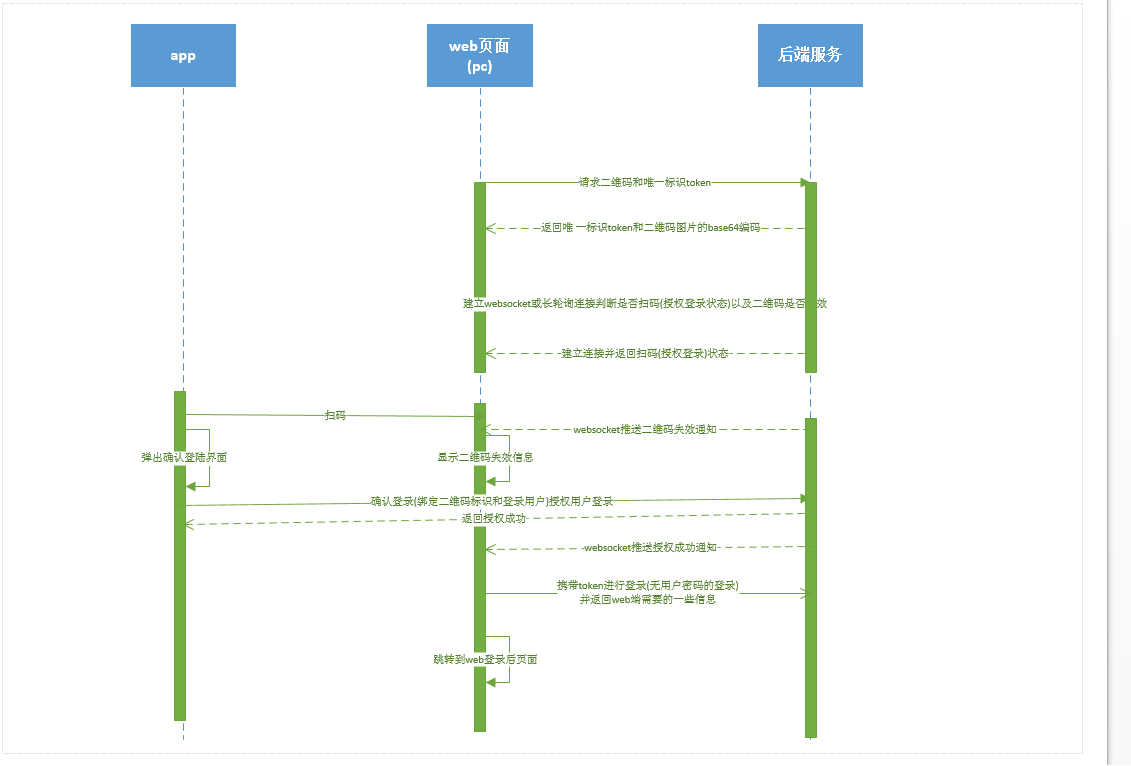 app
web页面
(pc)
后端服务
请求二维码和唯一标识token
返回唯一标识token和二维码图片的base64编码
建立websocket或长轮询连接判断是否扫码(授权登录状态)以及二维码是否 效
建立连接并返回扫码(授权登录)状态
扫码
websocket推送二维码失效通知
弹出确认登陆界面
显示二维码失效信息
确认登录(绑定二维码标识和登录用户)授权用户登录
返回授权成功
websocket推送授权成功通知
携带token进行登录(无用户密码的登录)
并返回web端需要的一些信息
跳转到web登录后页面